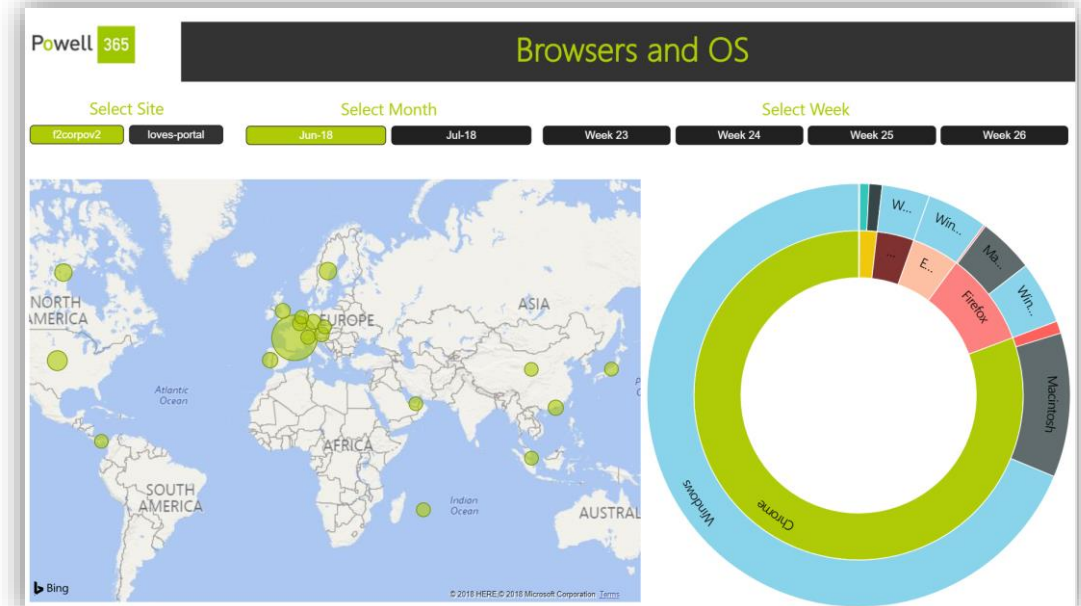 Powell 365
Browsers and OS
Select Site
Select Month
Select Week
f2corpov2
loves-portal
Jun-18
Jul-18
Week 23
Week 24
Week 25
Week 26
NORTH
AMERICA
EUROPE
ASIA
Atlantic
Ocean
AFRICA
SOUTH
AMERICA
Indian
Ocean
AUSTRAL
Bing
© 2018 HERE,© 2018 Microsoft Corporation Terms
W...
Win...
Ma...
Win...
Macintosh
Windows
...
E...
Firefox
Chrome